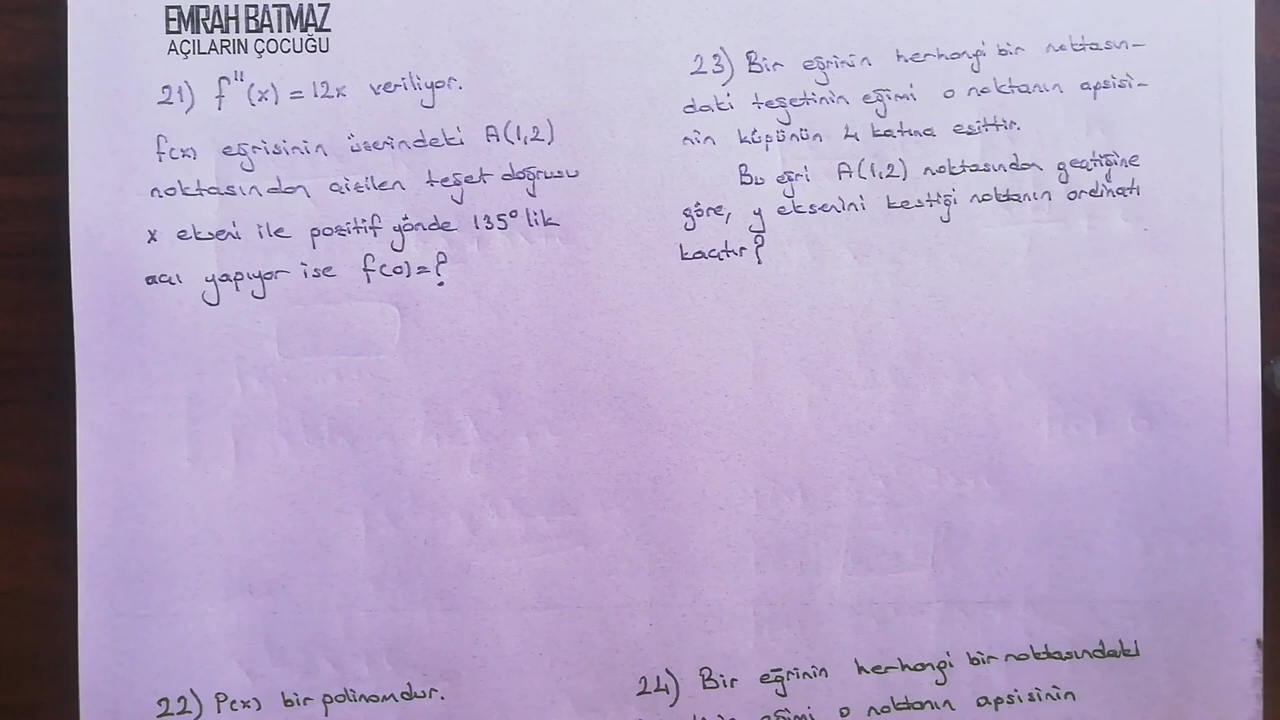 EMRAH BATMAZ
AÇILARIN ÇOCUĞU
21) f''(x) = 12x veriliyor.
f(x) eğrisinin üzerindeki A(1,2)
noktasından çizilen teğet doğrusu
x ekseni ile pozitif yönde 135° lik
açı yapıyor ise f(0)=?
22) P(x) bir polinomdur.
23) Bir eğrinin herhangi bir noktasın-
daki teğetinin eğimi o noktanın apsisi-
nin küpünün 4 katına eşittir.
Bu eğri A(1,2) noktasından geçtiğine
göre, y eksenini kestiği noktanın ordinatı
kaçtır?
24) Bir eğrinin herhangi bir noktasındaki
eğimi o noktanın apsisinin